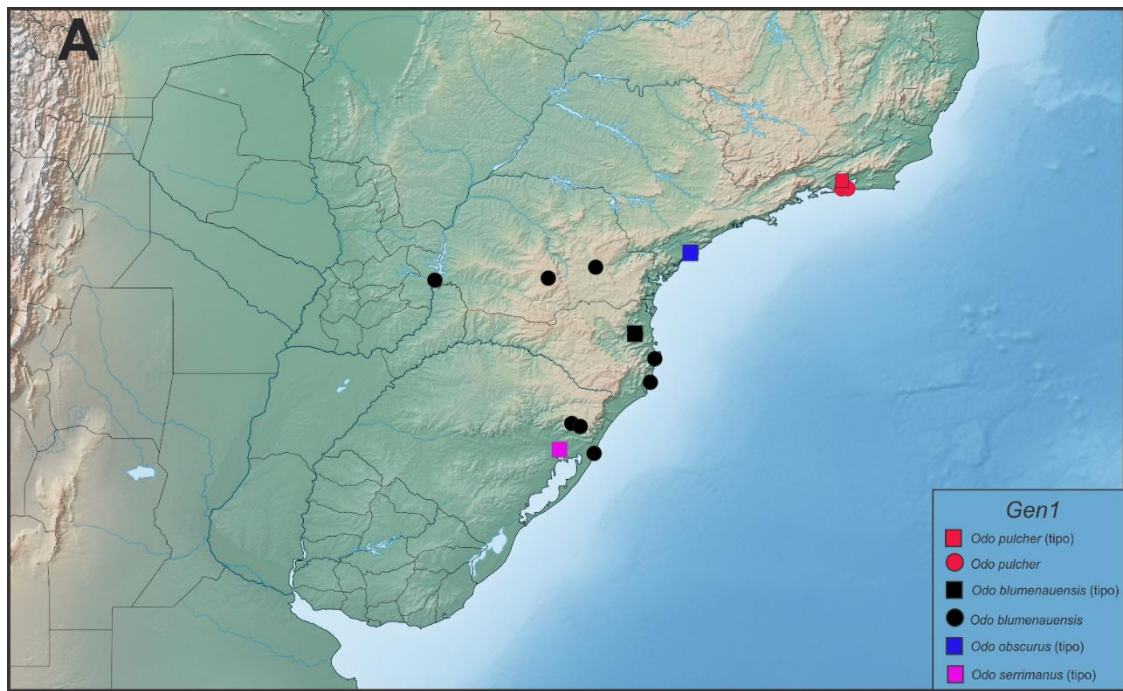 A
Gen1
Odo pulcher (tipo)
Odo pulcher
Odo blumenauensis (tipo)
Odo blumenauensis
Odo obscurus (tipo)
Odo serrimanus (tipo)